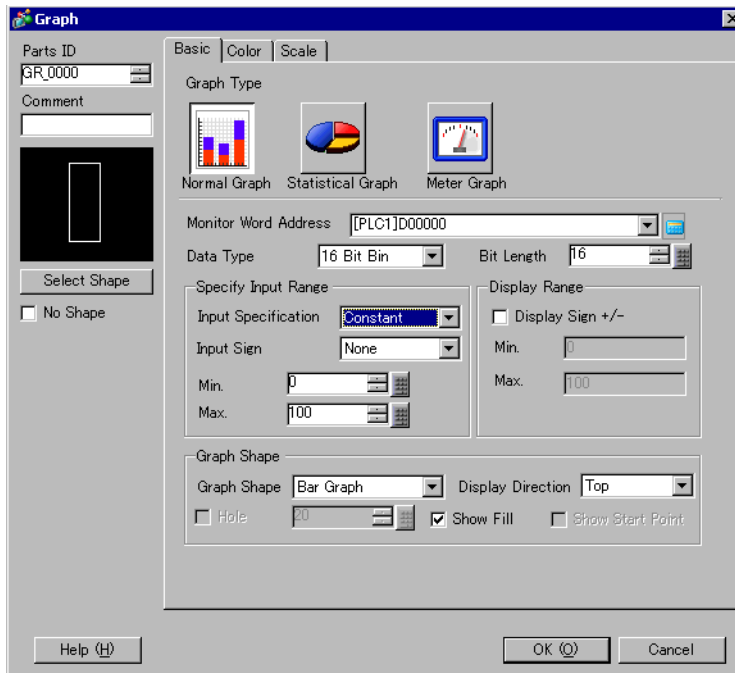 Graph
Parts ID
GR_0000
Comment
Select Shape
No Shape
Basic Color Scale
Graph Type
Normal Graph Statistical Graph Meter Graph
Monitor Word Address [PLC1]D00000
Data Type 16 Bit Bin Bit Length 16
Specify Input Range
Input Specification Constant
Input Sign None
Min. 0
Max. 100
Display Range
Display Sign +/-
Min. 0
Max. 100
Graph Shape
Graph Shape Bar Graph Display Direction Top
Hole 20 Show Fill Show Start Point
Help (H) OK (O) Cancel